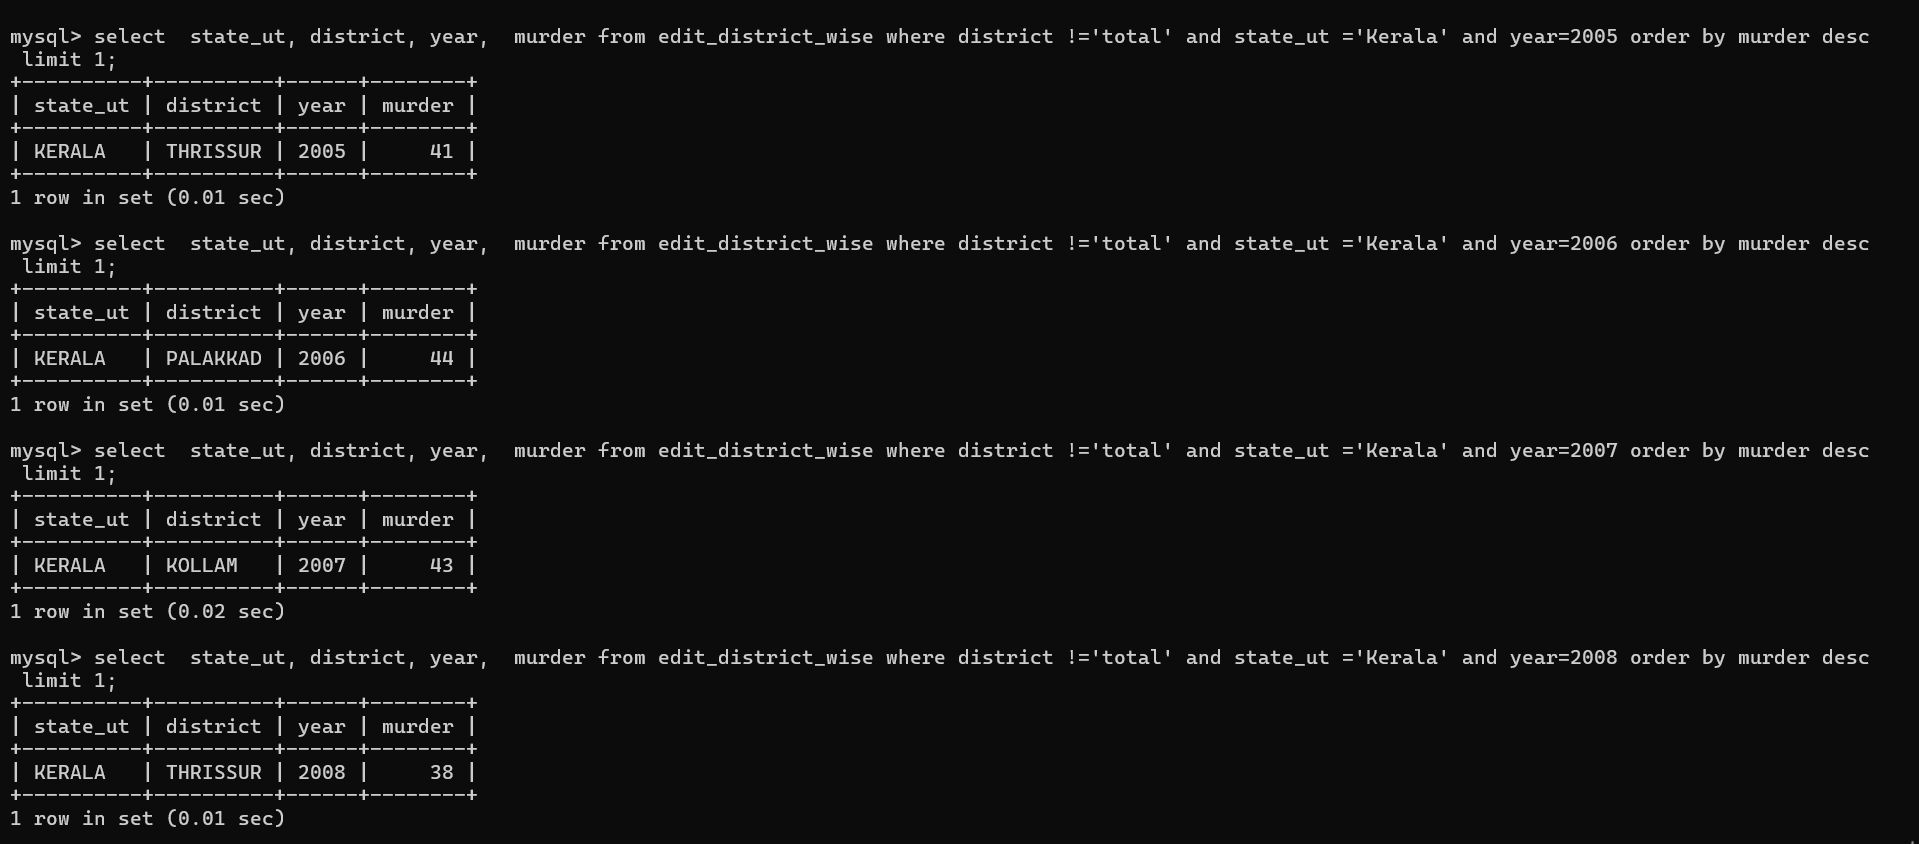 mysql> select  state_ut, district, year,  murder from edit_district_wise where district !='total' and state_ut ='Kerala' and year=2005 order by murder desc
 limit 1;
+----------+----------+------+--------+
| state_ut | district | year | murder |
+----------+----------+------+--------+
| KERALA   | THRISSUR | 2005 |     41 |
+----------+----------+------+--------+
1 row in set (0.01 sec)

mysql> select  state_ut, district, year,  murder from edit_district_wise where district !='total' and state_ut ='Kerala' and year=2006 order by murder desc
 limit 1;
+----------+----------+------+--------+
| state_ut | district | year | murder |
+----------+----------+------+--------+
| KERALA   | PALAKKAD | 2006 |     44 |
+----------+----------+------+--------+
1 row in set (0.01 sec)

mysql> select  state_ut, district, year,  murder from edit_district_wise where district !='total' and state_ut ='Kerala' and year=2007 order by murder desc
 limit 1;
+----------+----------+------+--------+
| state_ut | district | year | murder |
+----------+----------+------+--------+
| KERALA   | KOLLAM   | 2007 |     43 |
+----------+----------+------+--------+
1 row in set (0.02 sec)

mysql> select  state_ut, district, year,  murder from edit_district_wise where district !='total' and state_ut ='Kerala' and year=2008 order by murder desc
 limit 1;
+----------+----------+------+--------+
| state_ut | district | year | murder |
+----------+----------+------+--------+
| KERALA   | THRISSUR | 2008 |     38 |
+----------+----------+------+--------+
1 row in set (0.01 sec)